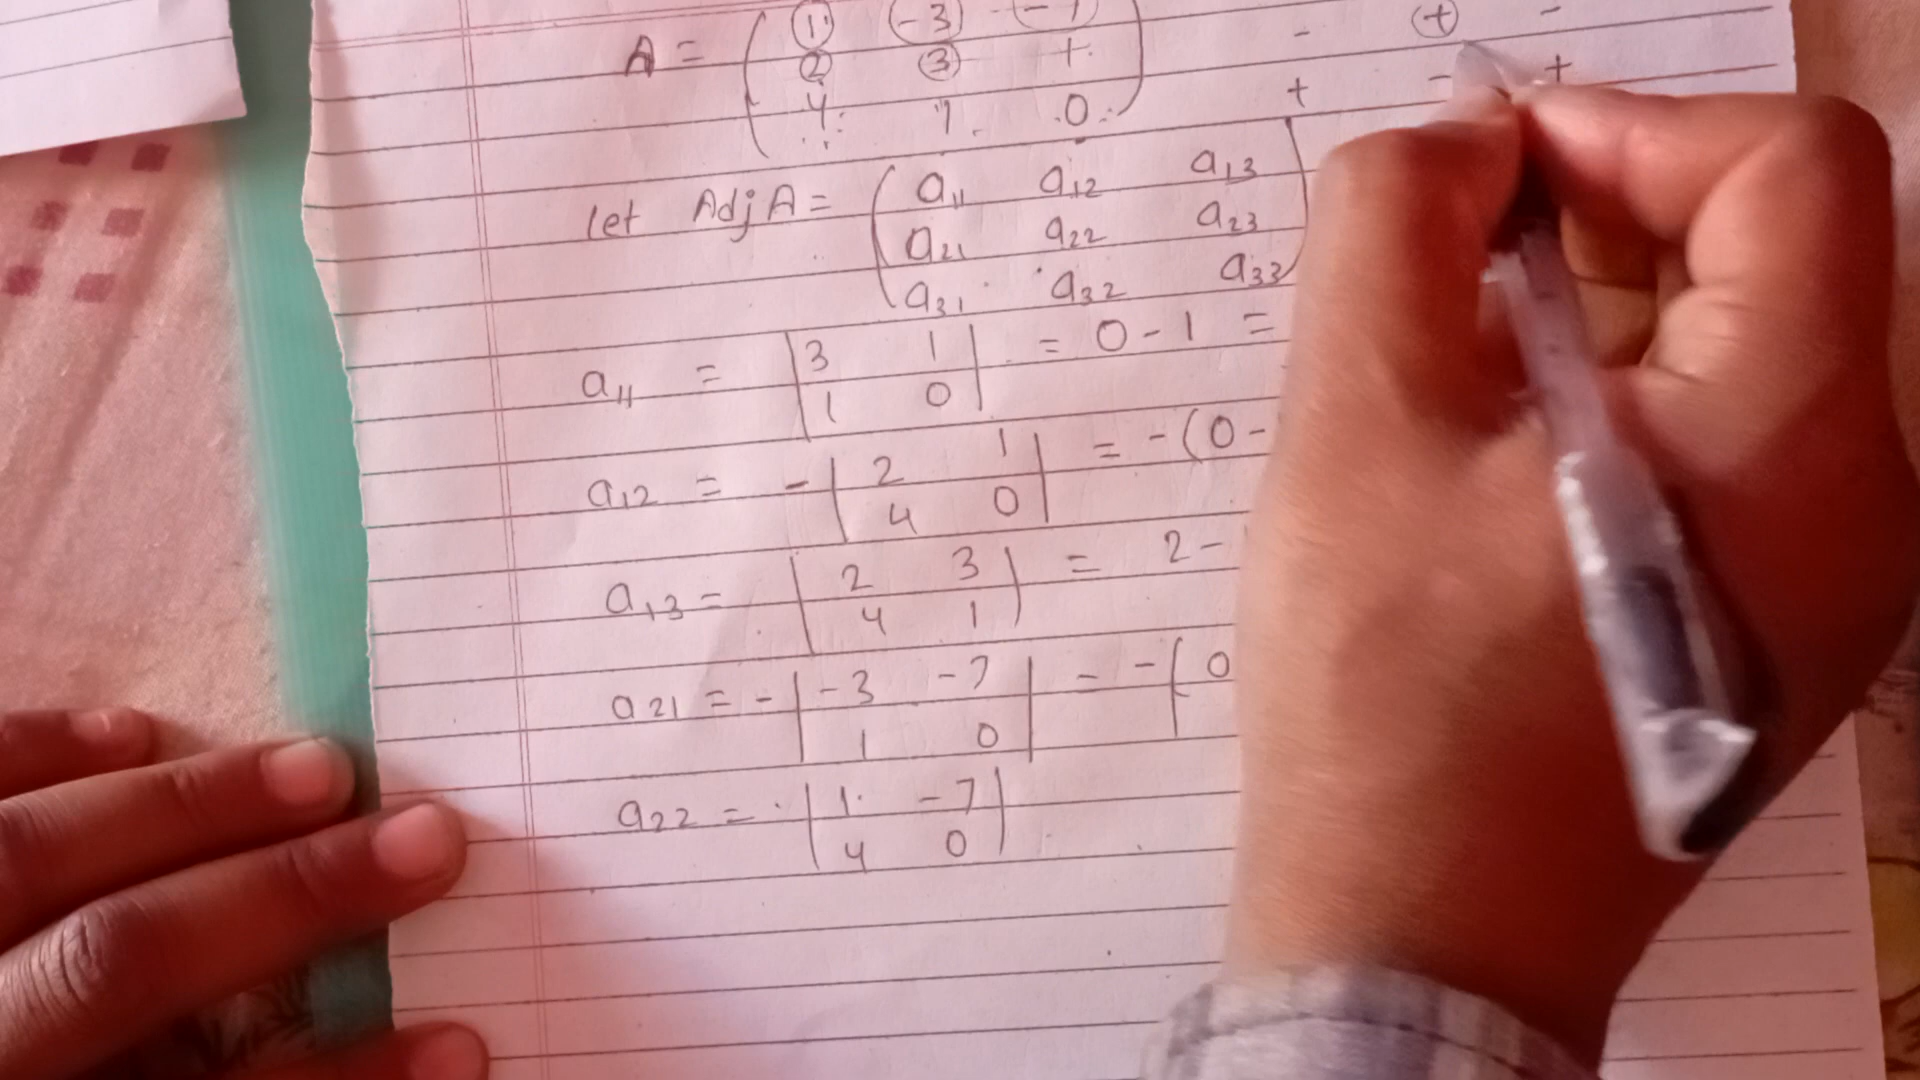 A = ( 1 -3 -7
2 3 +
4 1 0 )
- + -
+ - +
let Adj A = ( a11 a12 a13
a21 a22 a23
a31 a32 a33 )
a11 = | 3 1 | = 0 - 1 =
1 0
a12 = - | 2 1 | = - ( 0 -
4 0
a13 = | 2 3 | = 2 -
4 1
a21 = - | -3 -7 | = - ( 0
1 0
a22 = | 1 -7 |
4 0